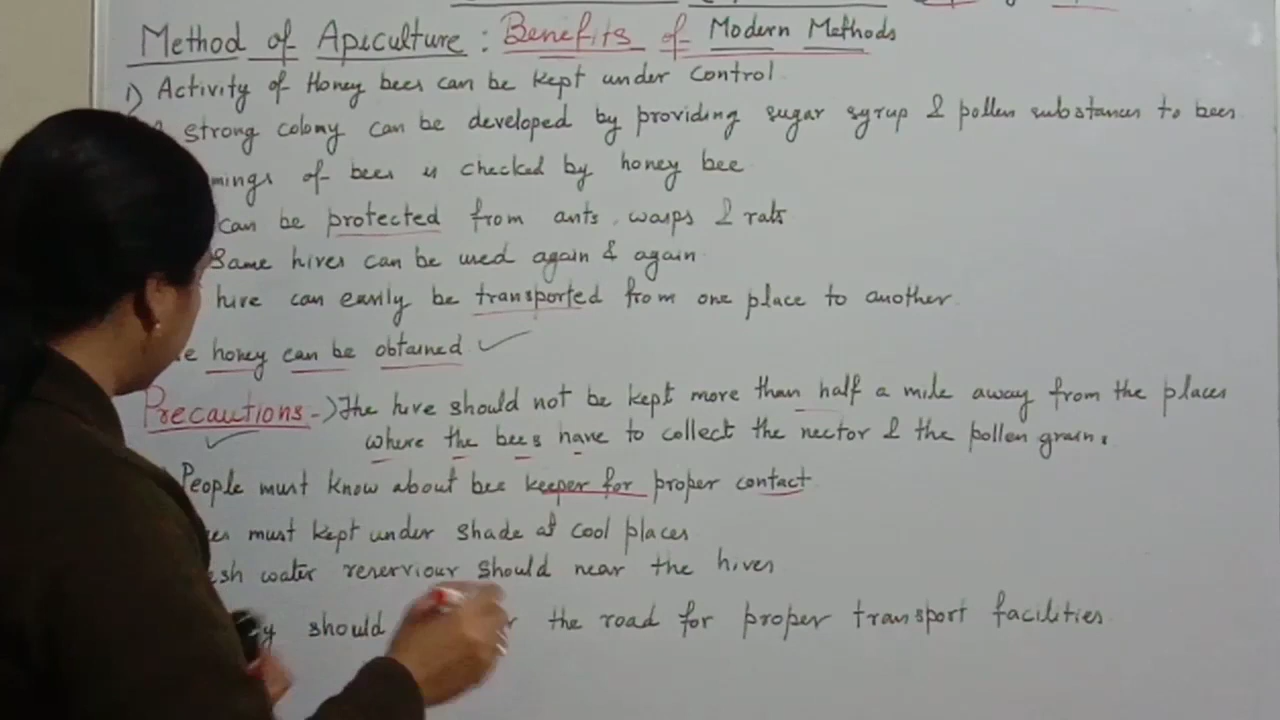 Method of Apiculture : Benefits of Modern Methods
1) Activity of Honey bees can be kept under control.
strong colony can be developed by providing sugar syrup & pollen substances to bees.
mings of bees is checked by honey bee
can be protected from ants, wasps & rats
Same hives can be used again & again.
hive can easily be transported from one place to another.
honey can be obtained
Precautions -) The hive should not be kept more than half a mile away from the places
where the bees have to collect the nector & the pollen grains.
People must know about bee keeper for proper contact.
must kept under shade at cool places
esh water reserviour should near the hives
should the road for proper transport facilities.